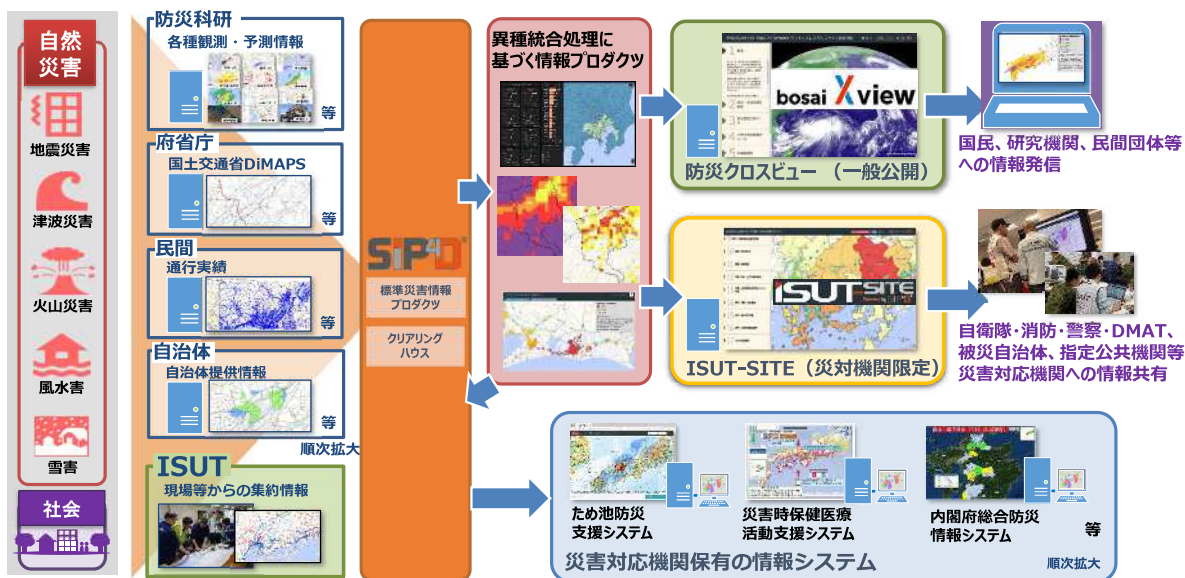 自然
災害
地震災害
津波災害
火山災害
風水害
雪害
社会
防災科研
各種観測・予測情報
等
府省庁
国土交通省DiMAPS
等
民間
通行実績
等
自治体
自治体提供情報
等
順次拡大
ISUT
現場等からの集約情報
SIP4D
標準災害情報
プロダクツ
クリアリング
ハウス
異種統合処理に
基づく情報プロダクツ
bosai Xview
防災クロスビュー（一般公開）
国民、研究機関、民間団体等
への情報発信
ISUT-SITE
ISUT-SITE（災対機関限定）
自衛隊・消防・警察・DMAT、
被災自治体、指定公共機関等
災害対応機関への情報共有
ため池防災
支援システム
災害時保健医療
活動支援システム
内閣府総合防災
情報システム
等
災害対応機関保有の情報システム
順次拡大